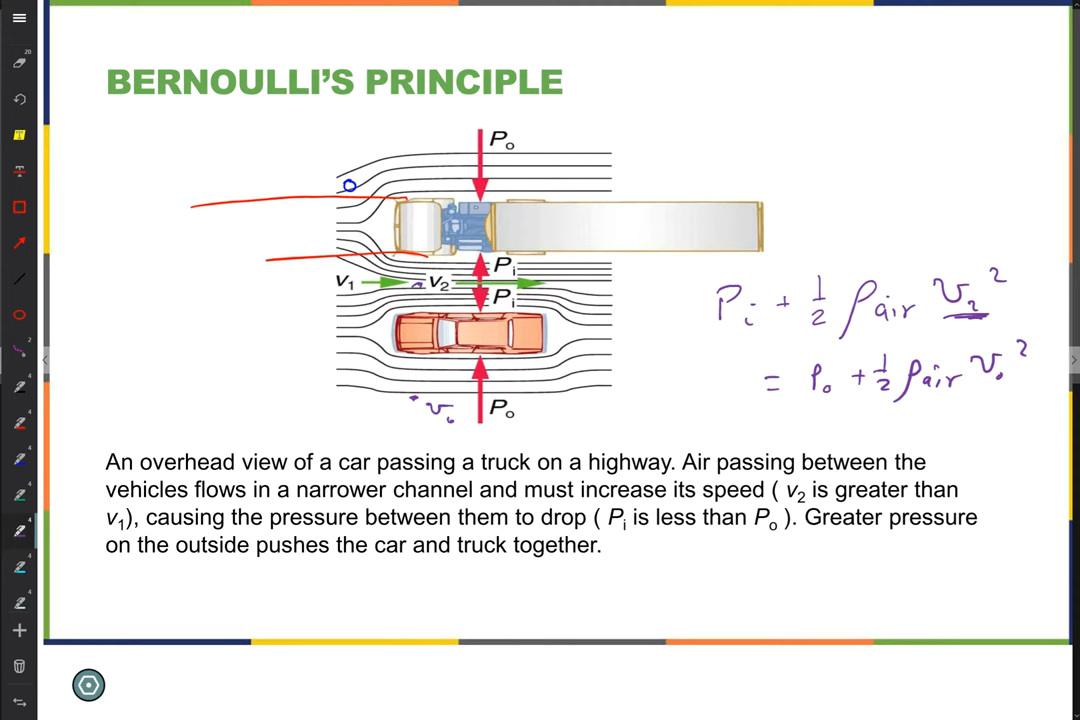 BERNOULLI'S PRINCIPLE
Pₒ
Pᵢ
v₁ v₂
Pᵢ
Pᵢ + ½ ρair v₂²
= Pₒ + ½ ρair vₒ²
vₒ
Pₒ
An overhead view of a car passing a truck on a highway. Air passing between the
vehicles flows in a narrower channel and must increase its speed ( v₂ is greater than
v₁), causing the pressure between them to drop ( Pᵢ is less than Pₒ ). Greater pressure
on the outside pushes the car and truck together.